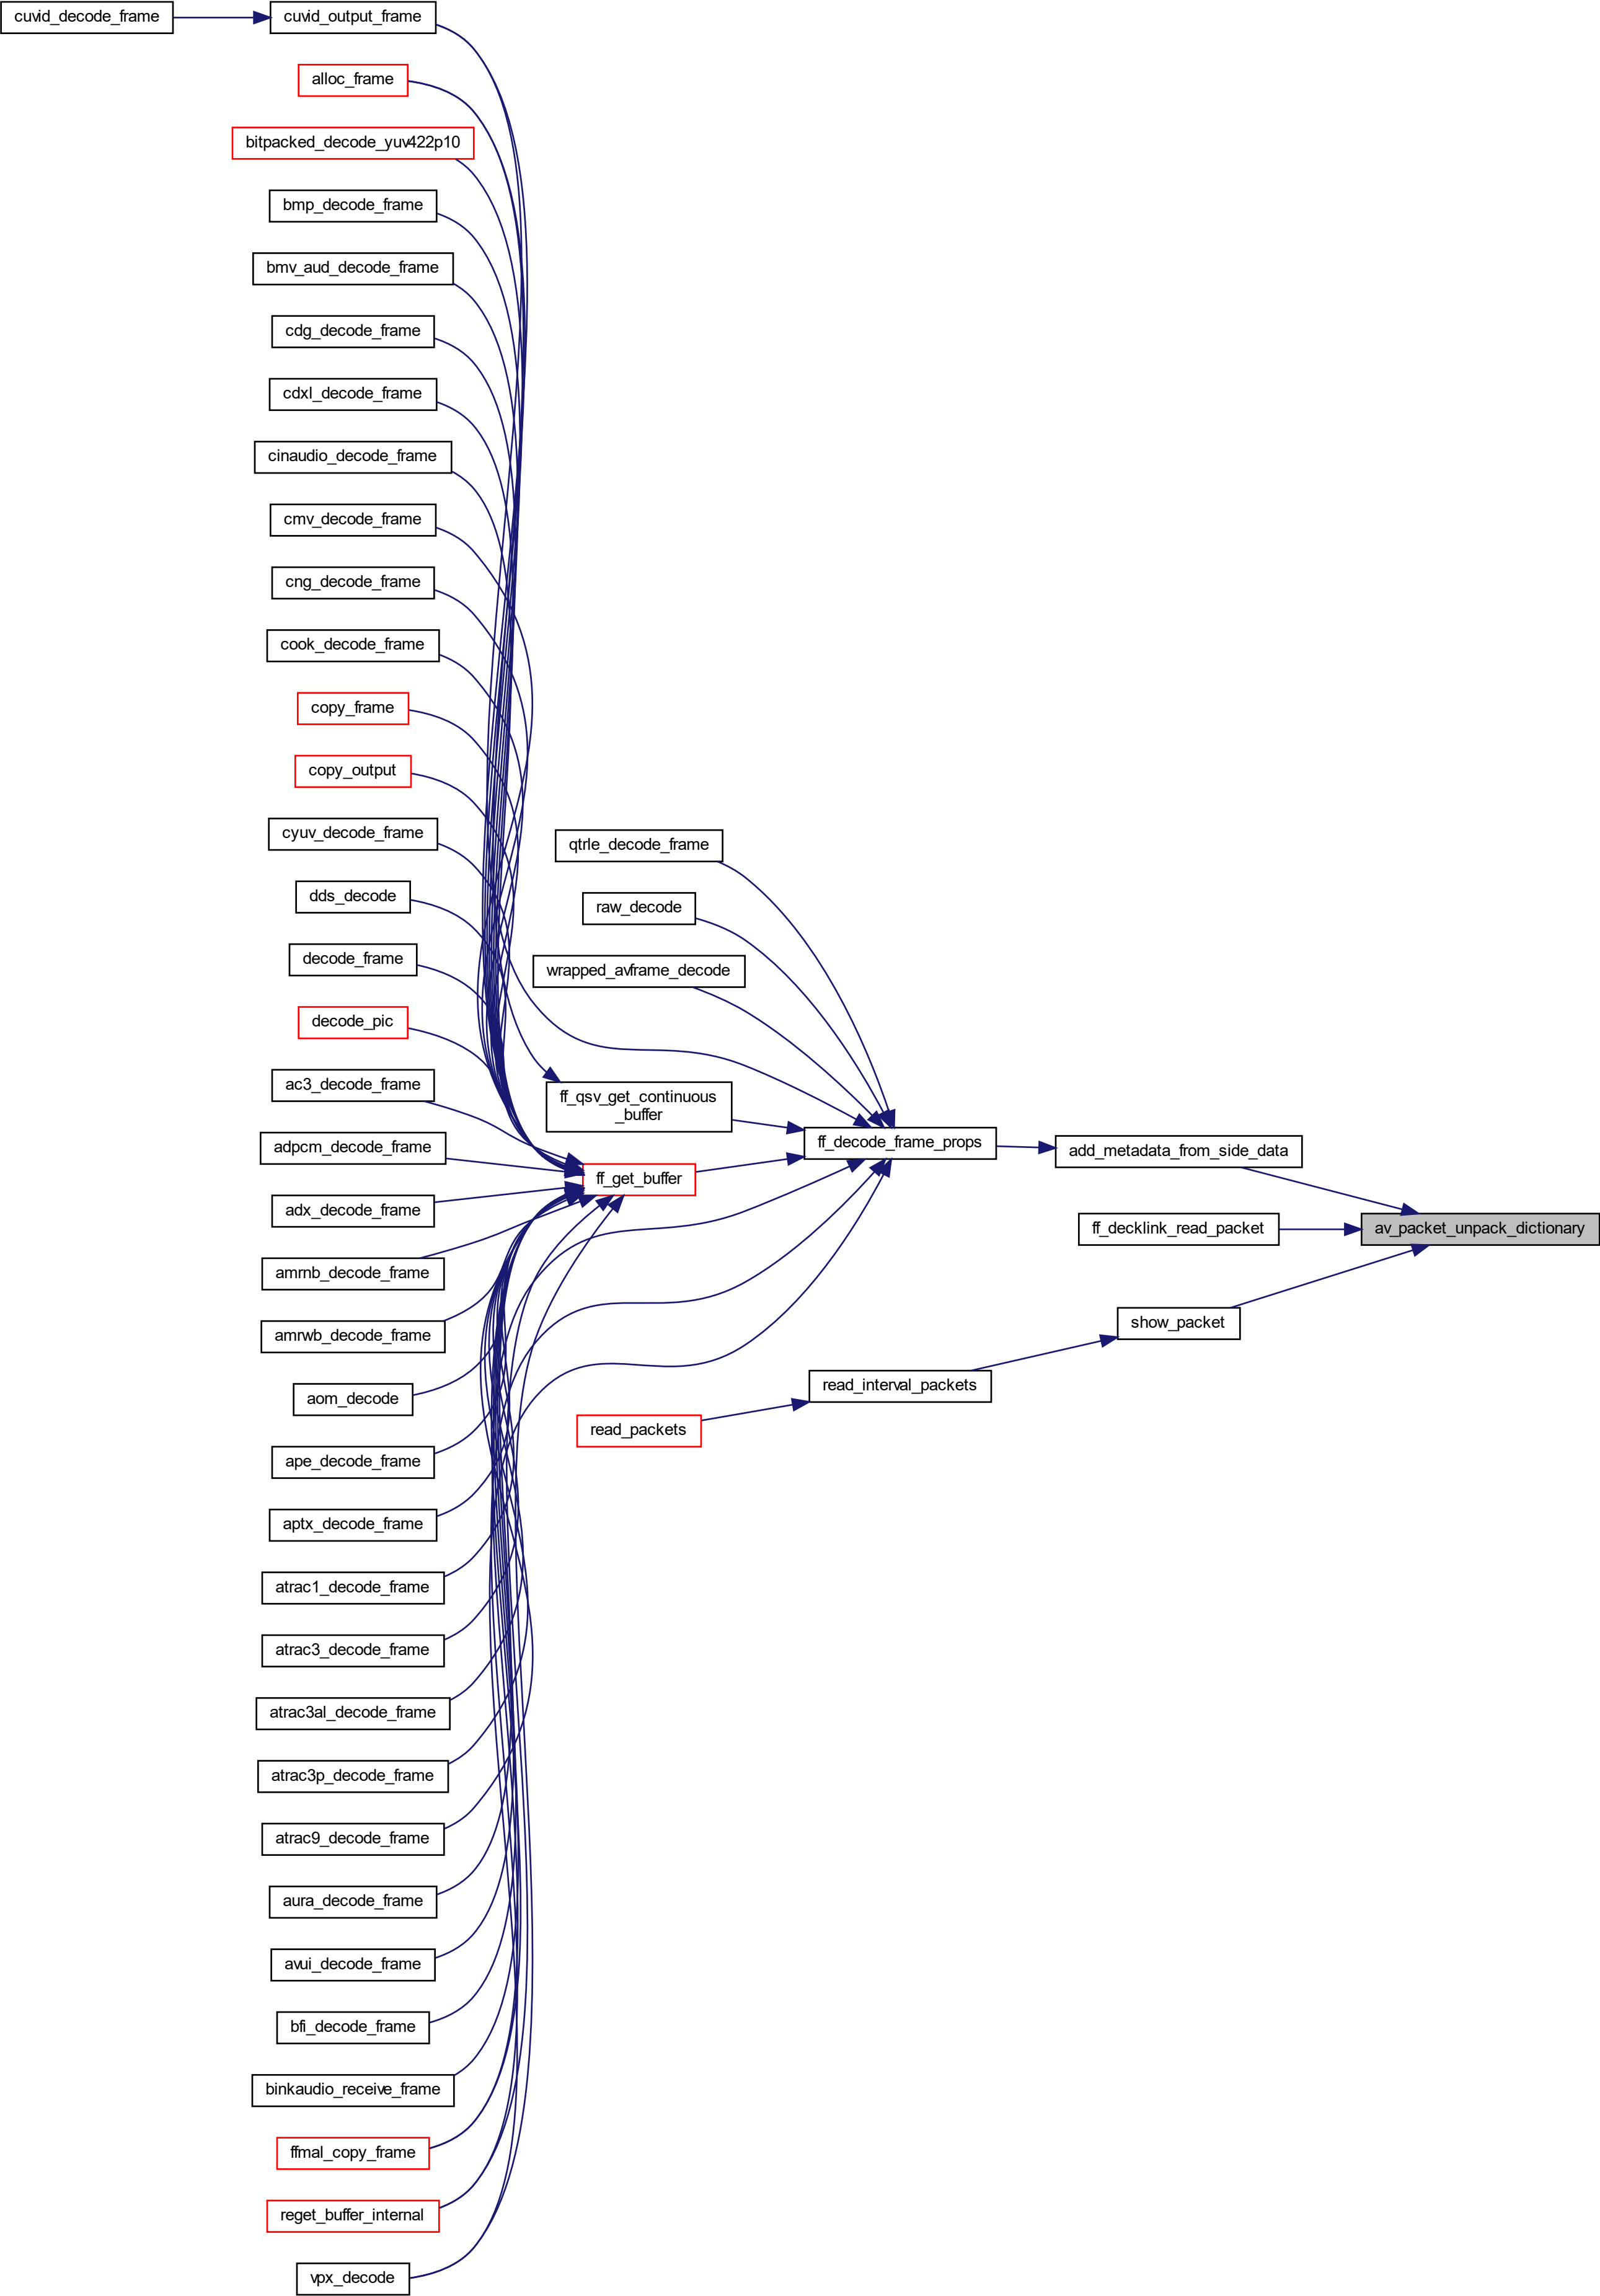 cuvid_decode_frame
cuvid_output_frame
alloc_frame
bitpacked_decode_yuv422p10
bmp_decode_frame
bmv_aud_decode_frame
cdg_decode_frame
cdxl_decode_frame
cinaudio_decode_frame
cmv_decode_frame
cng_decode_frame
cook_decode_frame
copy_frame
copy_output
cyuv_decode_frame
dds_decode
decode_frame
decode_pic
ac3_decode_frame
adpcm_decode_frame
adx_decode_frame
amrnb_decode_frame
amrwb_decode_frame
aom_decode
ape_decode_frame
aptx_decode_frame
atrac1_decode_frame
atrac3_decode_frame
atrac3al_decode_frame
atrac3p_decode_frame
atrac9_decode_frame
aura_decode_frame
avui_decode_frame
bfi_decode_frame
binkaudio_receive_frame
ffmal_copy_frame
reget_buffer_internal
vpx_decode
qtrle_decode_frame
raw_decode
wrapped_avframe_decode
ff_qsv_get_continuous
_buffer
ff_get_buffer
read_packets
ff_decode_frame_props
read_interval_packets
add_metadata_from_side_data
ff_decklink_read_packet
show_packet
av_packet_unpack_dictionary